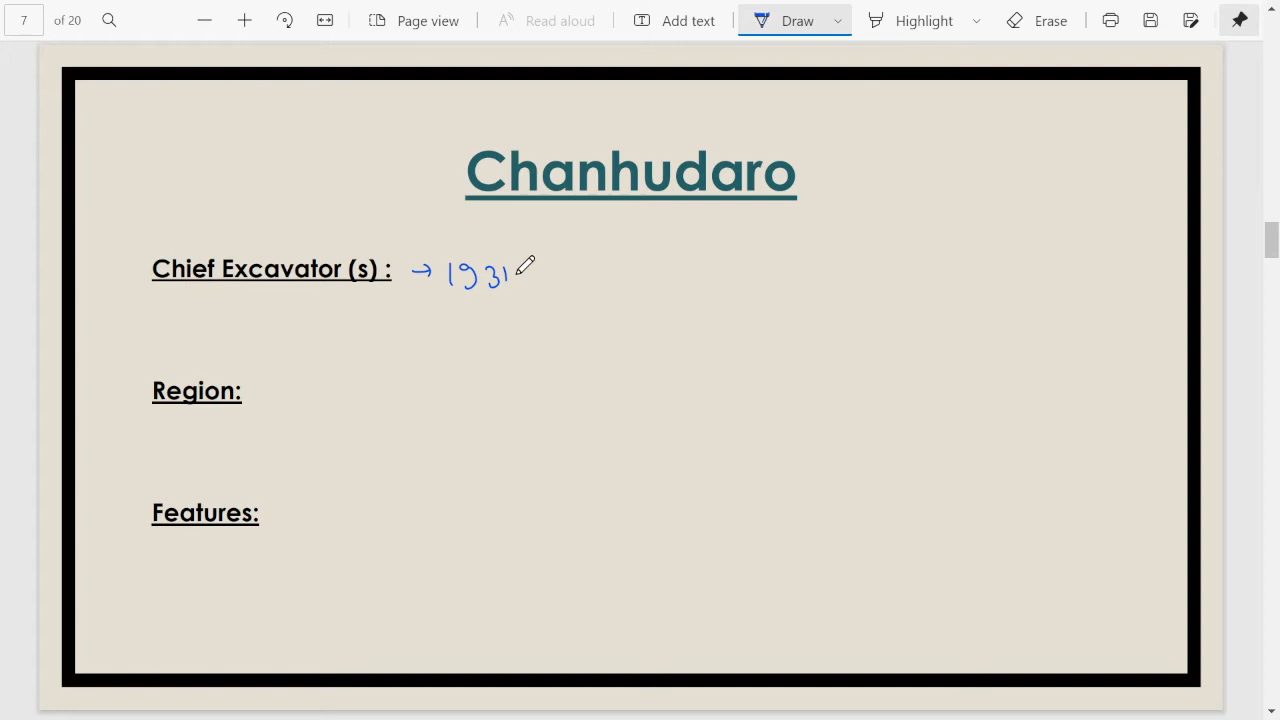 7 of 20 Page view Read aloud Add text Draw Highlight Erase
Chanhudaro
Chief Excavator (s) : → 1931
Region:
Features: